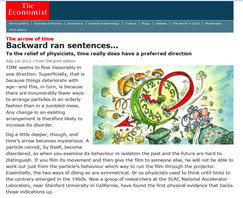 The
Economist
World politics
Business & finance
Economics
Science & technology
Culture
Blogs
Debate
The World in 2013
Multimedia
Print edition
The arrow of time
Backward ran sentences...
To the relief of physicists, time really does have a preferred direction
Sep 1st 2012 | from the print edition
TIME seems to flow inexorably in
one direction. Superficially, that is
because things deteriorate with
age—and this, in turn, is because
there are innumerably fewer ways
to arrange particles in an orderly
fashion than in a jumbled mess.
Any change in an existing
arrangement is therefore likely to
increase its disorder.
Dig a little deeper, though, and
time's arrow becomes mysterious. A
particle cannot, by itself, become
disordered, so when you examine its behaviour in isolation the past and the future are hard to
distinguish. If you film its movement and then give the film to someone else, he will not be able to
work out just from the particle's behaviour which way to run the film through the projector.
Essentially, the two ways of doing so are symmetrical. Or so physicists used to think until hints to
the contrary emerged in the 1960s. Now a group of researchers at the SLAC National Accelerator
Laboratory, near Stanford University in California, have found the first physical evidence that backs
those indications up.